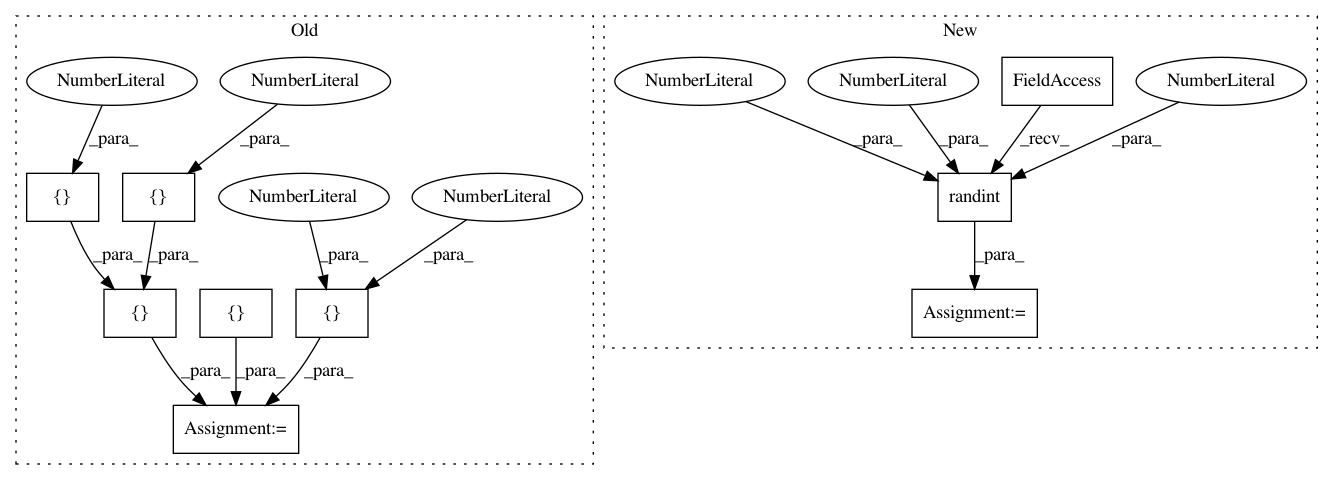 Old
New
NumberLiteral
NumberLiteral
NumberLiteral
NumberLiteral
FieldAccess
NumberLiteral
_para_
_para_
_para_
_para_
_recv_
_para_
{}
{}
NumberLiteral
NumberLiteral
randint
_para_
_para_
_para_
_para_
_para_
{}
{}
{}
Assignment:=
_para_
_para_
_para_
Assignment:=